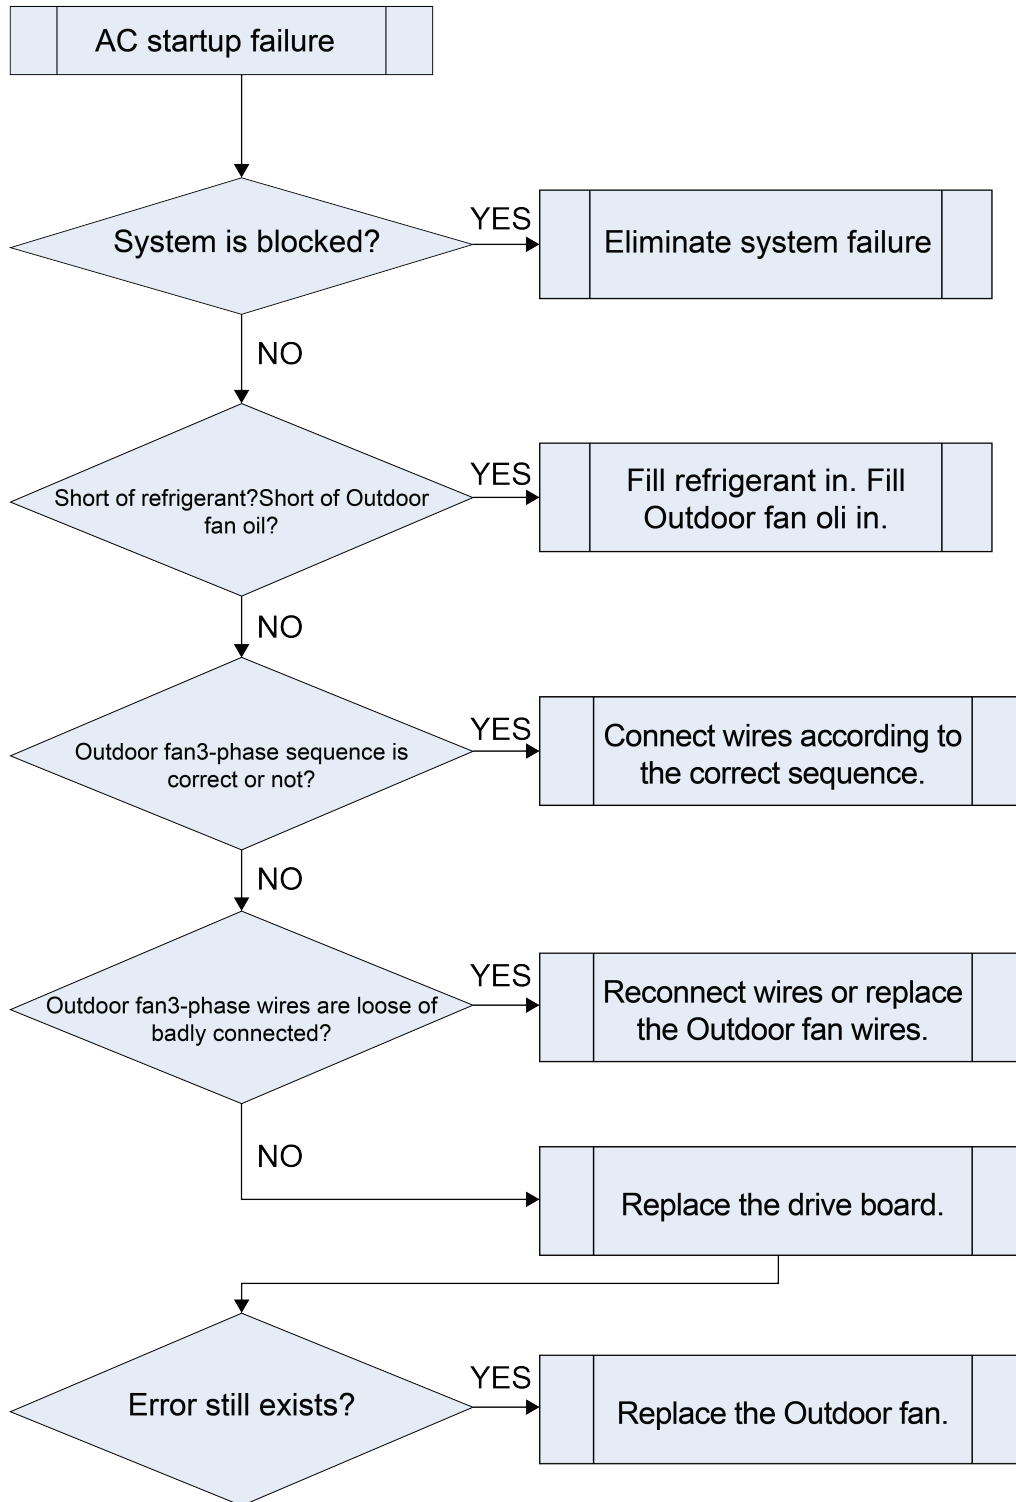 AC startup failure
System is blocked?
YES
Eliminate system failure
NO
Short of refrigerant?Short of Outdoor
fan oil?
YES
Fill refrigerant in. Fill
Outdoor fan oli in.
NO
Outdoor fan3-phase sequence is
correct or not?
YES
Connect wires according to
the correct sequence.
NO
Outdoor fan3-phase wires are loose of
badly connected?
YES
Reconnect wires or replace
the Outdoor fan wires.
NO
Replace the drive board.
Error still exists?
YES
Replace the Outdoor fan.